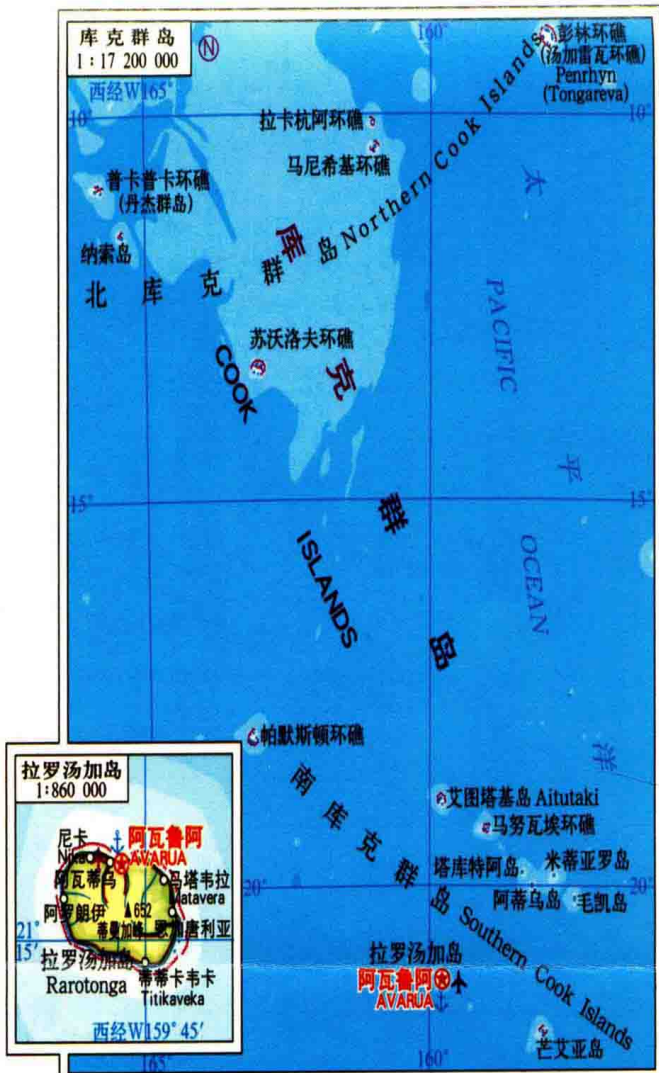 库克群岛
1:17 200 000
N
160°
西经W165°
10°
10°
彭林环礁
(汤加雷瓦环礁)
Penrhyn
(Tongareva)
拉卡杭阿环礁
马尼希基环礁
普卡普卡环礁
(丹杰群岛)
纳索岛
北库克群岛 Northern Cook Islands
苏沃洛夫环礁
库克群岛
COOK ISLANDS
太平洋
PACIFIC OCEAN
15°
15°
帕默斯顿环礁
南库克群岛 Southern Cook Islands
艾图塔基岛 Aitutaki
马努瓦埃环礁
塔库特阿岛
米蒂亚罗岛
阿蒂乌岛
毛凯岛
20°
20°
拉罗汤加岛
阿瓦鲁阿
AVARUA
芒艾亚岛
165°
160°
拉罗汤加岛
1:860 000
尼卡
阿瓦鲁阿
AVARUA
阿瓦蒂乌
马塔韦拉
Matavera
阿罗朗伊
652
蒂曼加峰
21°
15′
拉罗汤加岛
Rarotonga
蒂蒂卡韦卡
Titikaveka
西经W159°45′